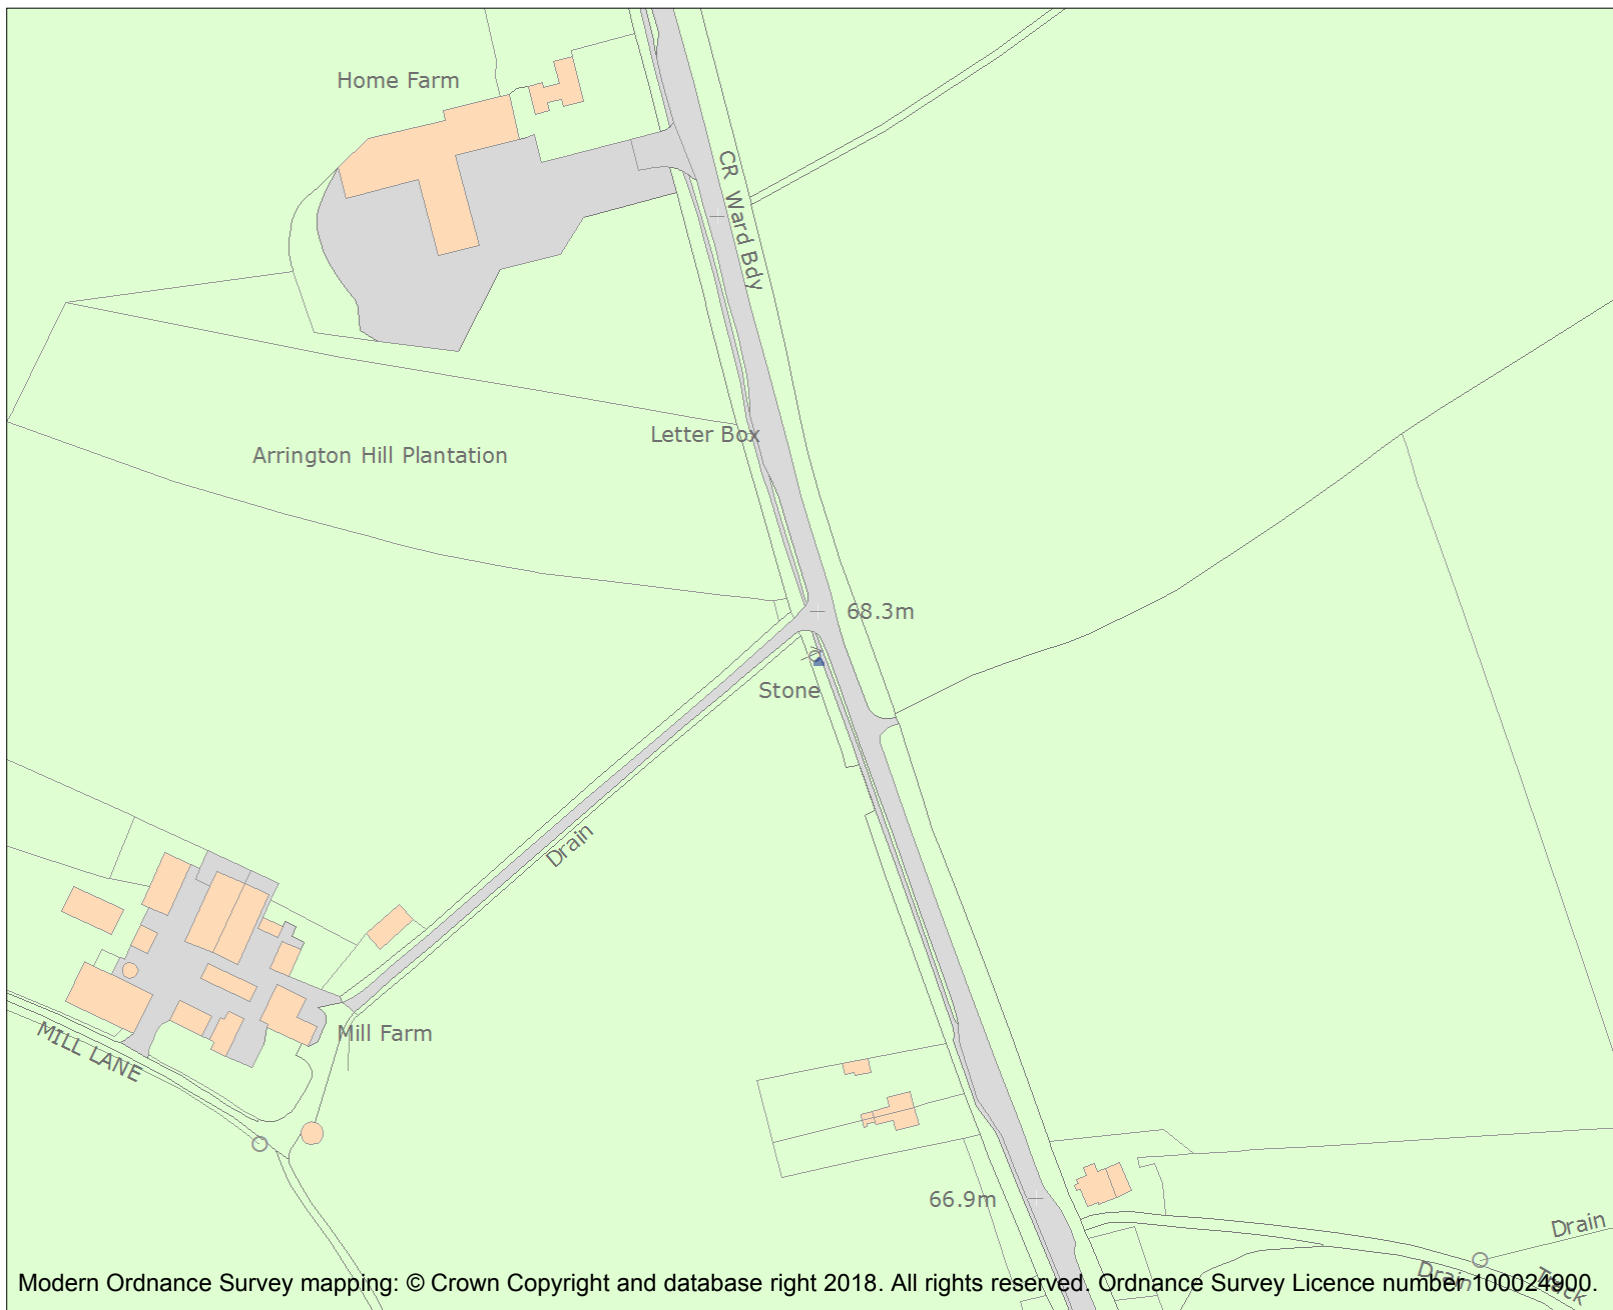 Home Farm
CR Ward Bdy
Letter Box
Arrington Hill Plantation
68.3m
Stone
Drain
Mill Farm
MILL LANE
66.9m
Drain
Drain
Track
Modern Ordnance Survey mapping: © Crown Copyright and database right 2018. All rights reserved. Ordnance Survey Licence number 100024900.